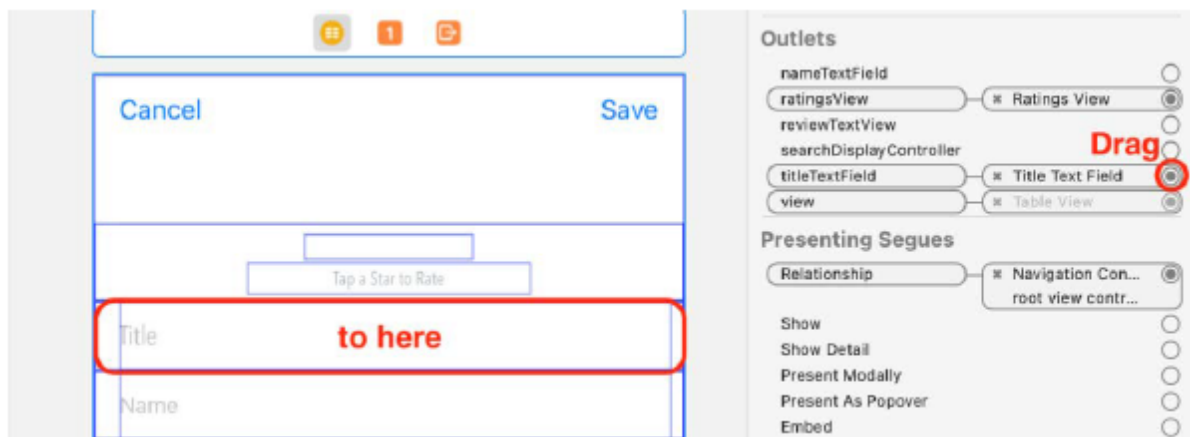 1
Cancel
Save
Tap a Star to Rate
Title
to here
Name
Outlets
nameTextField
ratingsView
Ratings View
reviewTextView
searchDisplayController
Drag
titleTextField
Title Text Field
view
Table View
Presenting Segues
Relationship
Navigation Con...
root view contr...
Show
Show Detail
Present Modally
Present As Popover
Embed